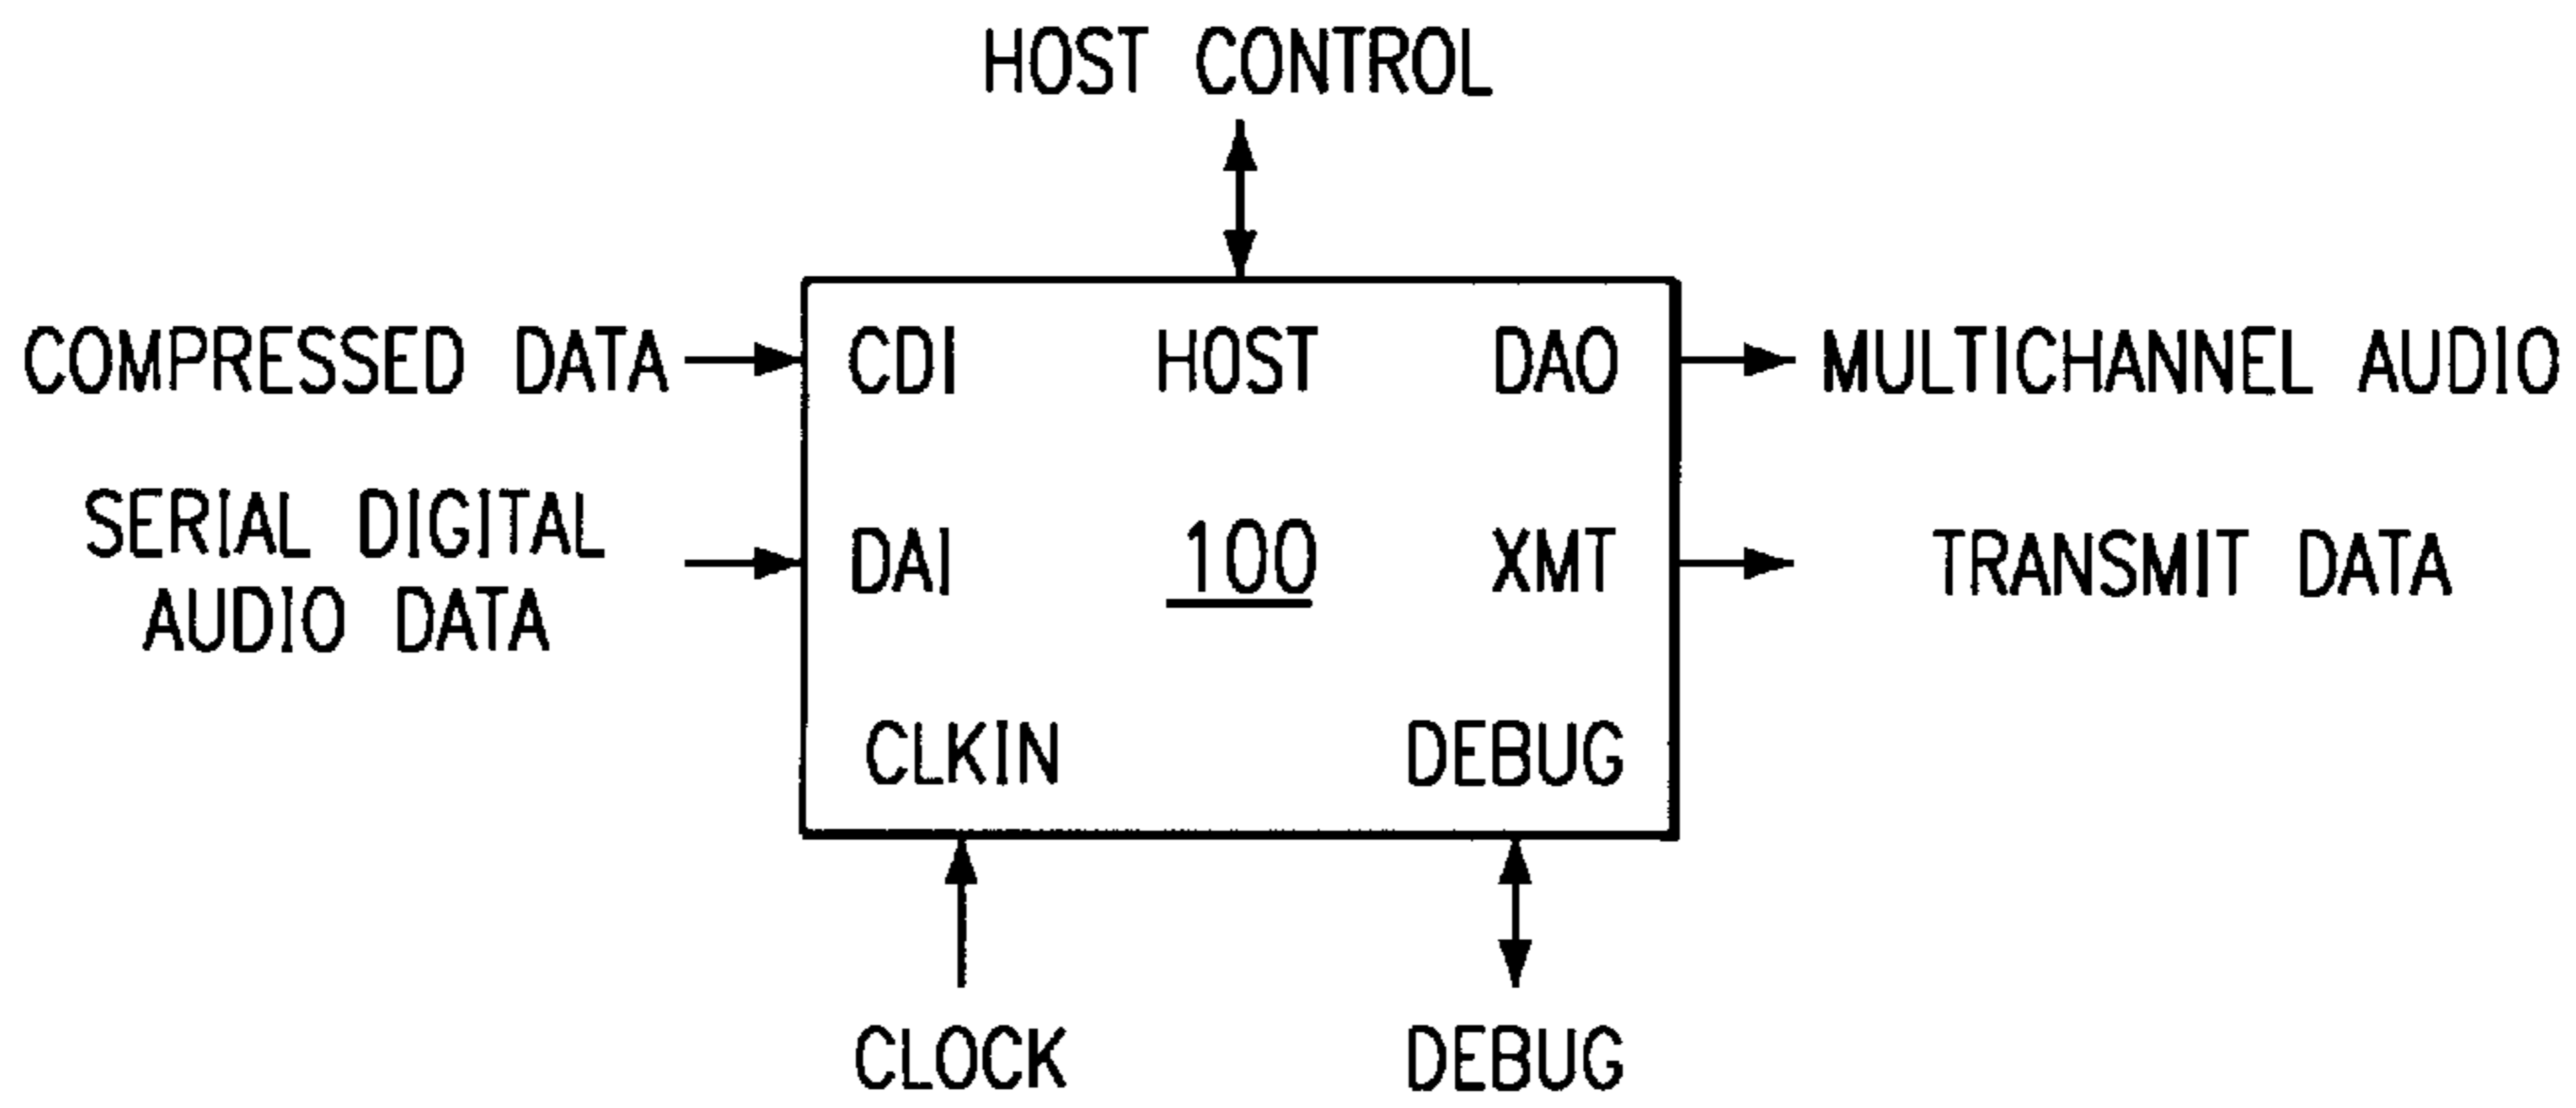 HOST CONTROL
COMPRESSED DATA
CDI
HOST
DAO
MULTICHANNEL AUDIO
SERIAL DIGITAL
AUDIO DATA
DAI
100
XMT
TRANSMIT DATA
CLKIN
DEBUG
CLOCK
DEBUG